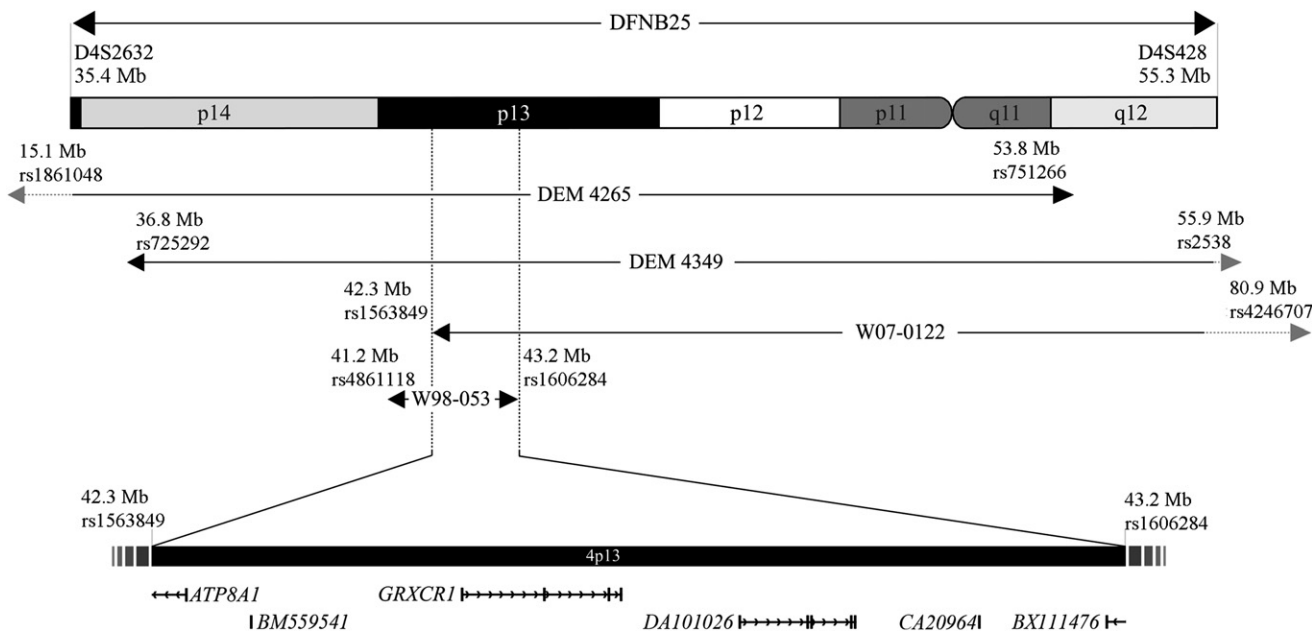 DFNB25
D4S2632
35.4 Mb
D4S428
55.3 Mb
p14
p13
p12
p11
q11
q12
15.1 Mb
rs1861048
53.8 Mb
rs751266
DEM 4265
36.8 Mb
rs725292
55.9 Mb
rs2538
DEM 4349
42.3 Mb
rs1563849
80.9 Mb
rs4246707
W07-0122
41.2 Mb
rs4861118
43.2 Mb
rs1606284
W98-053
42.3 Mb
rs1563849
43.2 Mb
rs1606284
4p13
ATP8A1
GRXCR1
BM559541
DA101026
CA20964
BX111476